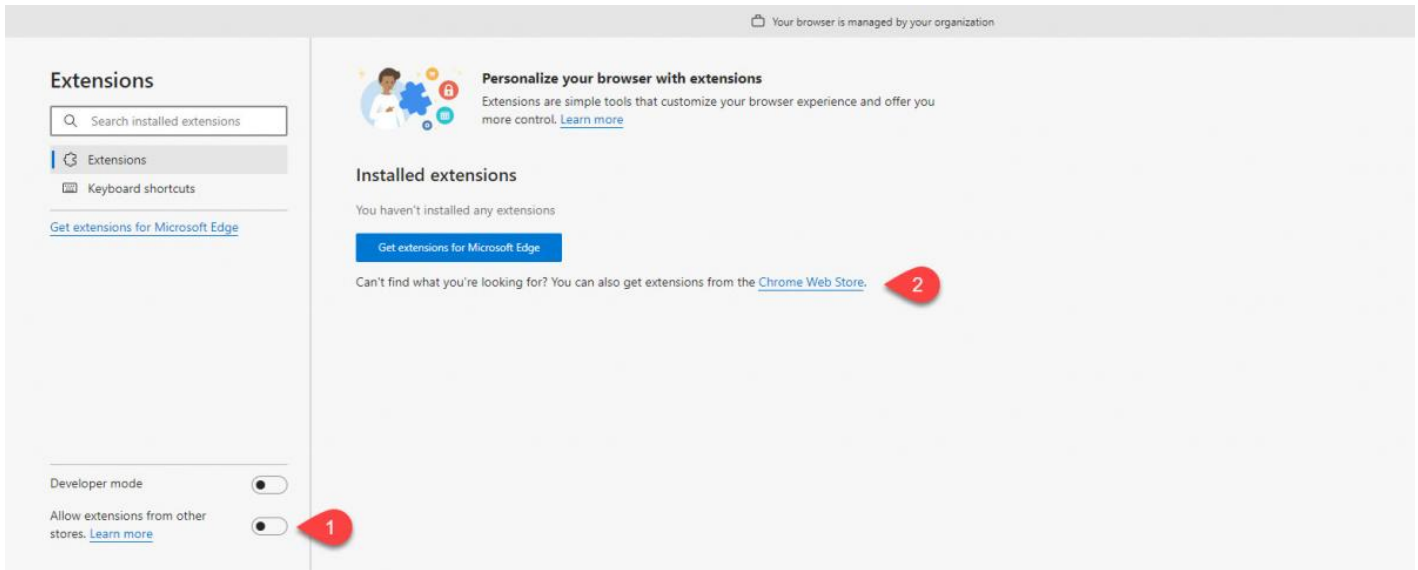 Your browser is managed by your organization
Extensions
Search installed extensions
Extensions
Keyboard shortcuts
Get extensions for Microsoft Edge
Developer mode
Allow extensions from other
stores. Learn more
1
Personalize your browser with extensions
Extensions are simple tools that customize your browser experience and offer you
more control. Learn more
Installed extensions
You haven't installed any extensions
Get extensions for Microsoft Edge
Can't find what you're looking for? You can also get extensions from the Chrome Web Store.
2